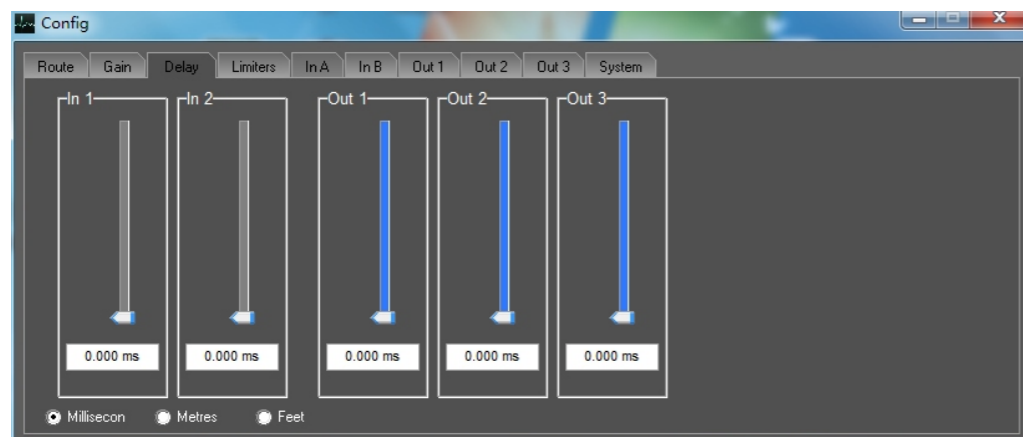 Config
Route Gain Delay Limiters In A In B Out 1 Out 2 Out 3 System
In 1 In 2 Out 1 Out 2 Out 3
0.000 ms 0.000 ms 0.000 ms 0.000 ms 0.000 ms
Millisecon Metres Feet